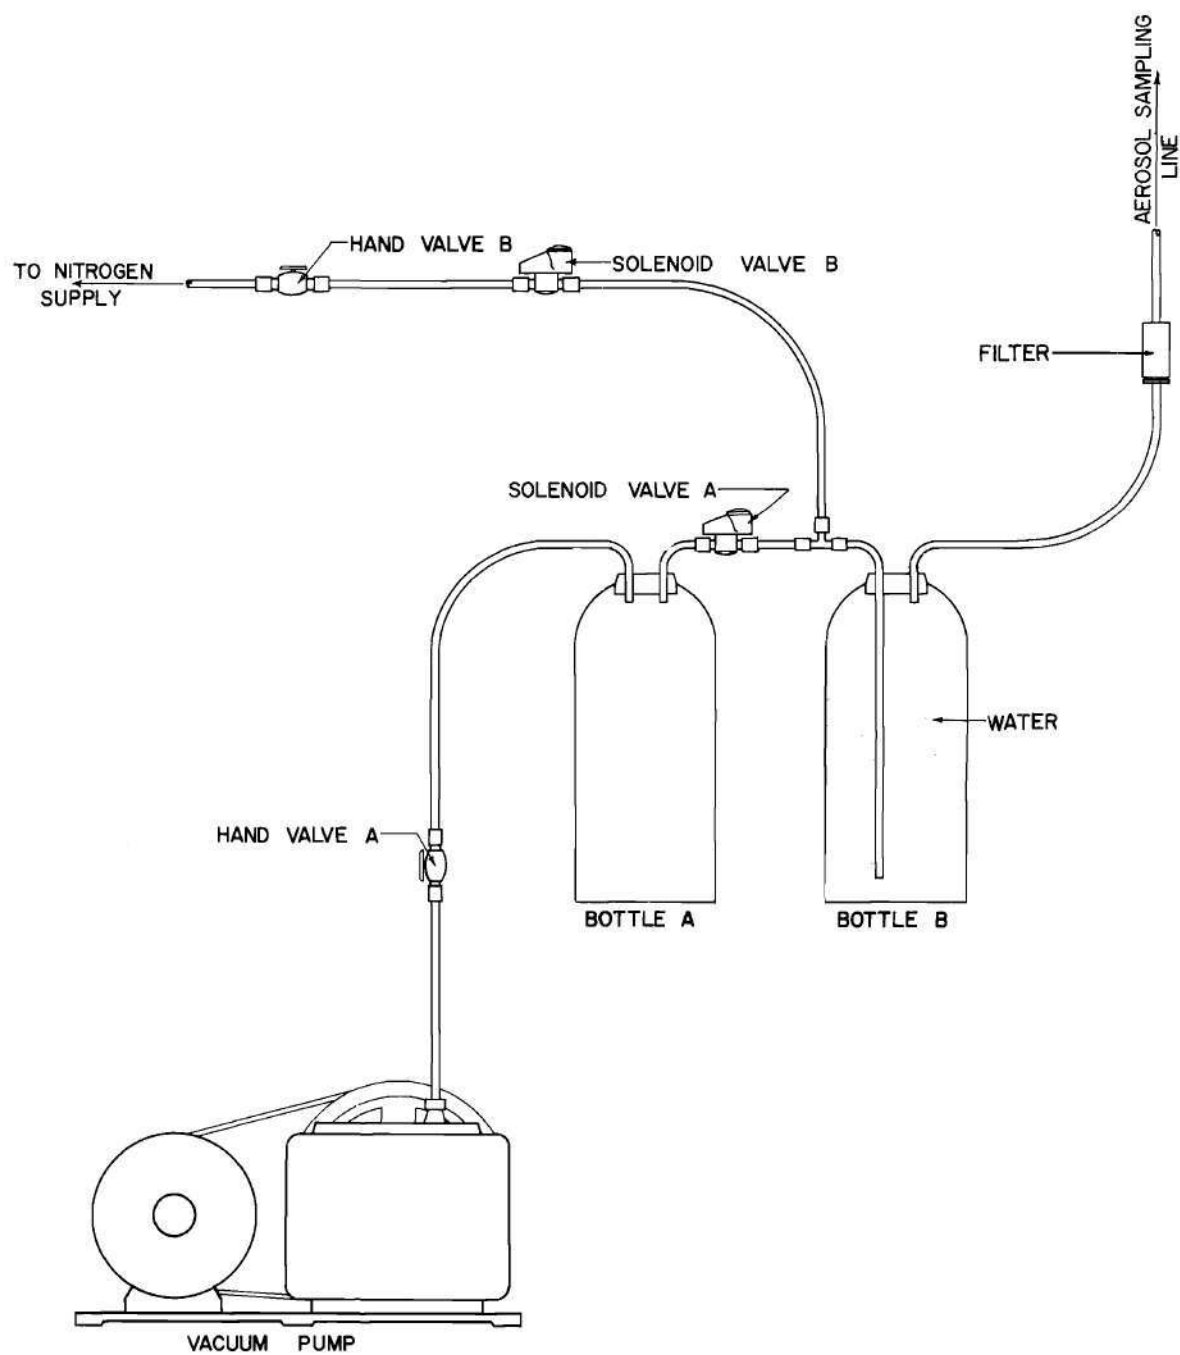 AEROSOL SAMPLING
LINE
HAND VALVE B
SOLENOID VALVE B
TO NITROGEN
SUPPLY
FILTER
SOLENOID VALVE A
WATER
HAND VALVE A
BOTTLE A
BOTTLE B
VACUUM PUMP